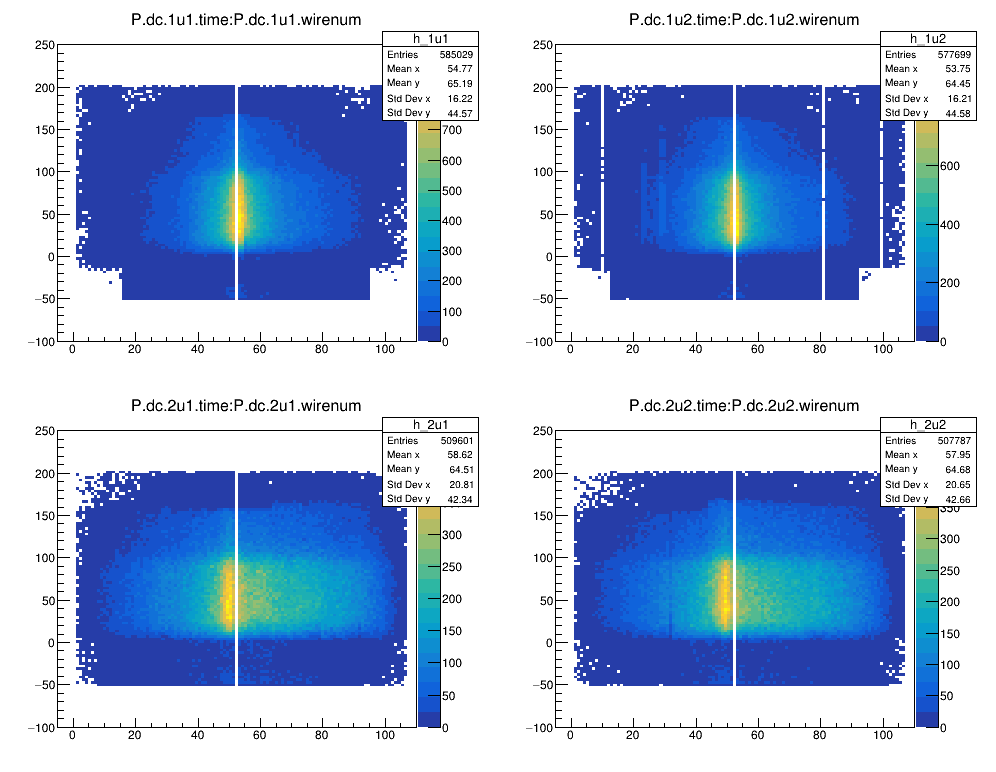 P.dc.1u1.time:P.dc.1u1.wirenum
h_1u1
Entries 585029
Mean x 54.77
Mean y 65.19
Std Dev x 16.22
Std Dev y 44.57
250
200
150
100
50
0
−50
−100
0 20 40 60 80 100
700
600
500
400
300
200
100
0
P.dc.1u2.time:P.dc.1u2.wirenum
h_1u2
Entries 577699
Mean x 53.75
Mean y 64.45
Std Dev x 16.21
Std Dev y 44.58
250
200
150
100
50
0
−50
−100
0 20 40 60 80 100
600
400
200
0
P.dc.2u1.time:P.dc.2u1.wirenum
h_2u1
Entries 509601
Mean x 58.62
Mean y 64.51
Std Dev x 20.81
Std Dev y 42.34
250
200
150
100
50
0
−50
−100
0 20 40 60 80 100
350
300
250
200
150
100
50
0
P.dc.2u2.time:P.dc.2u2.wirenum
h_2u2
Entries 507787
Mean x 57.95
Mean y 64.68
Std Dev x 20.65
Std Dev y 42.66
250
200
150
100
50
0
−50
−100
0 20 40 60 80 100
350
300
250
200
150
100
50
0